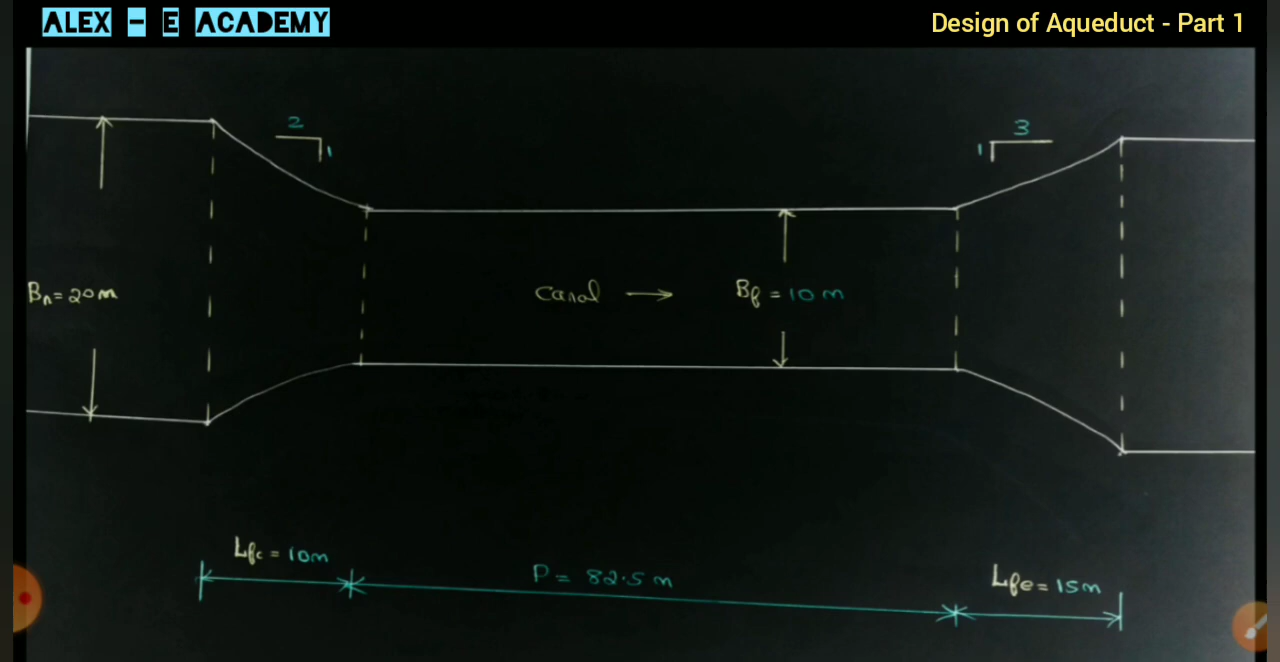 ALEX - E ACADEMY
Design of Aqueduct - Part 1
2
1
3
1
Bn = 20 m
Canal →
Bf = 10 m
Lfc = 10m
P = 82.5 m
Lfe = 15m